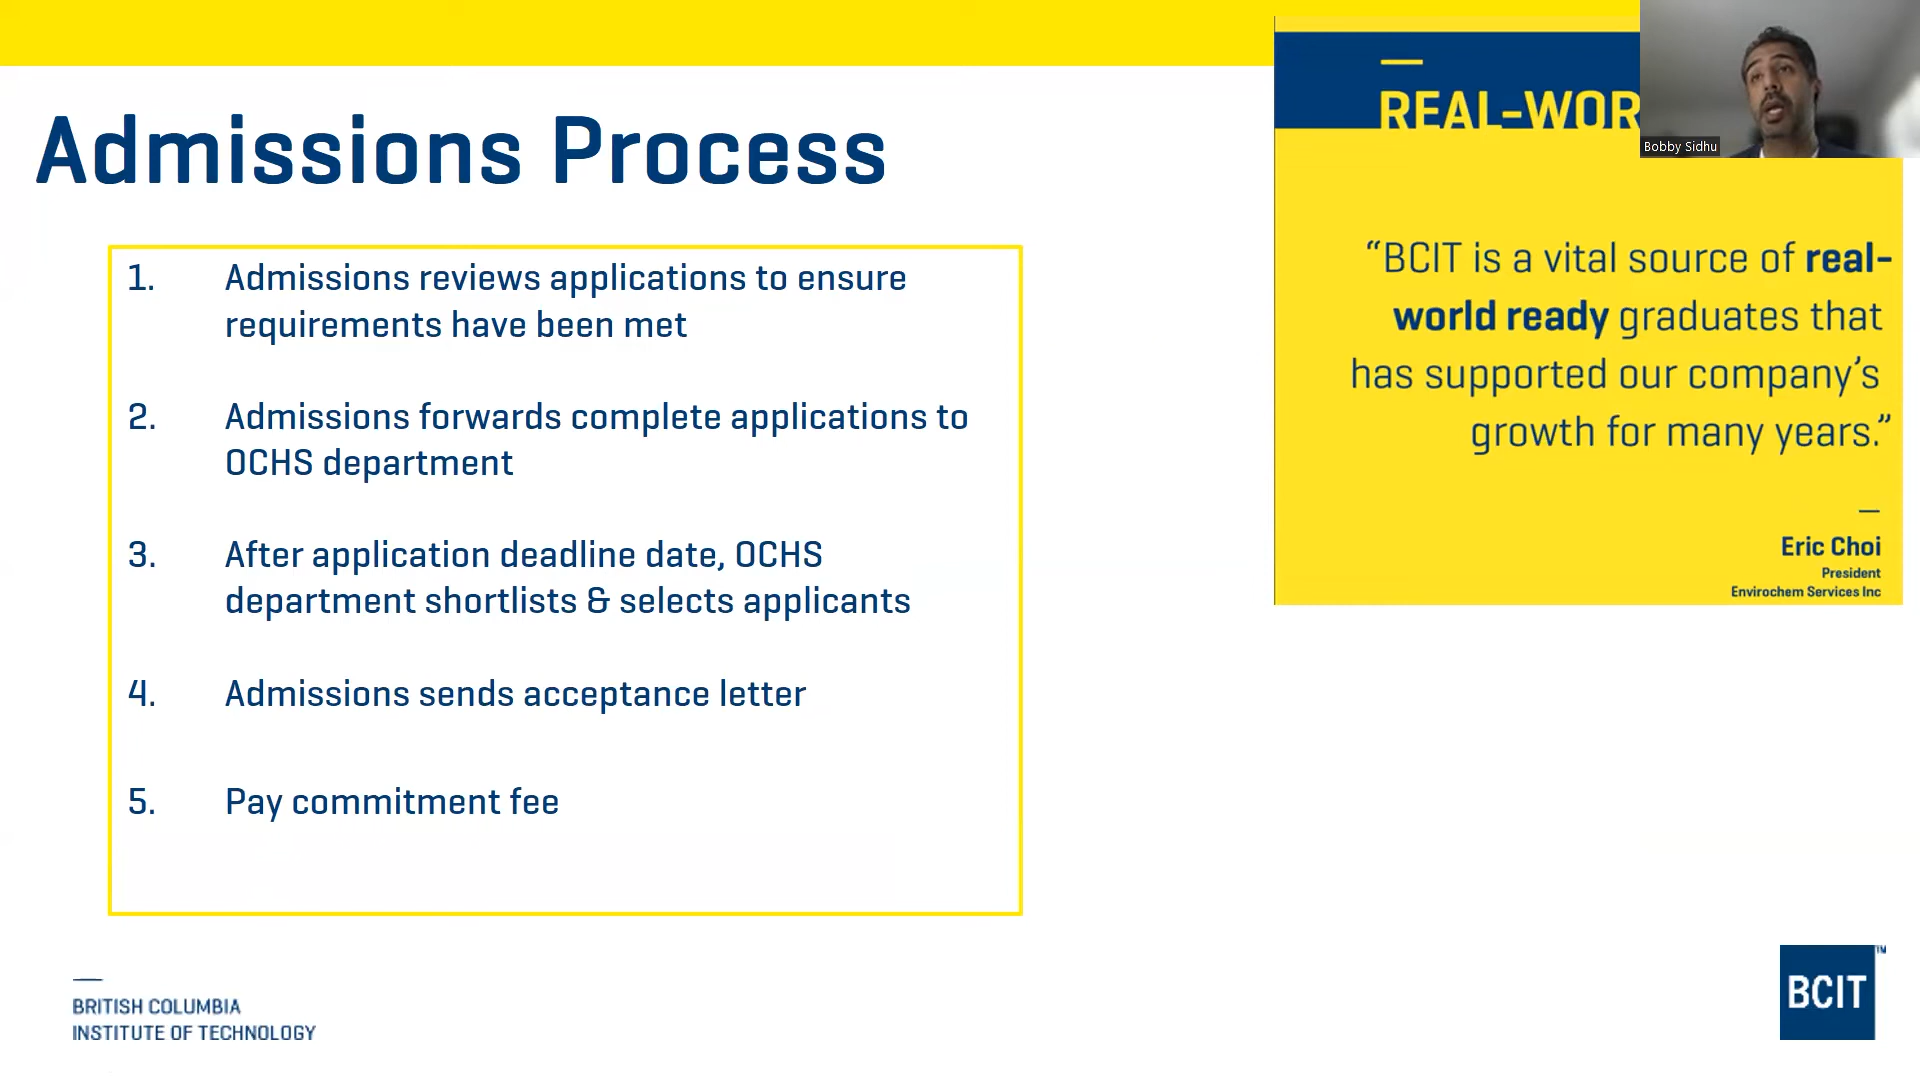 Admissions Process
1. Admissions reviews applications to ensure
requirements have been met
2. Admissions forwards complete applications to
OCHS department
3. After application deadline date, OCHS
department shortlists & selects applicants
4. Admissions sends acceptance letter
5. Pay commitment fee
REAL-WOR
Bobby Sidhu
“BCIT is a vital source of real-
world ready graduates that
has supported our company’s
growth for many years.”
Eric Choi
President
Envirochem Services Inc
BRITISH COLUMBIA
INSTITUTE OF TECHNOLOGY
BCIT™